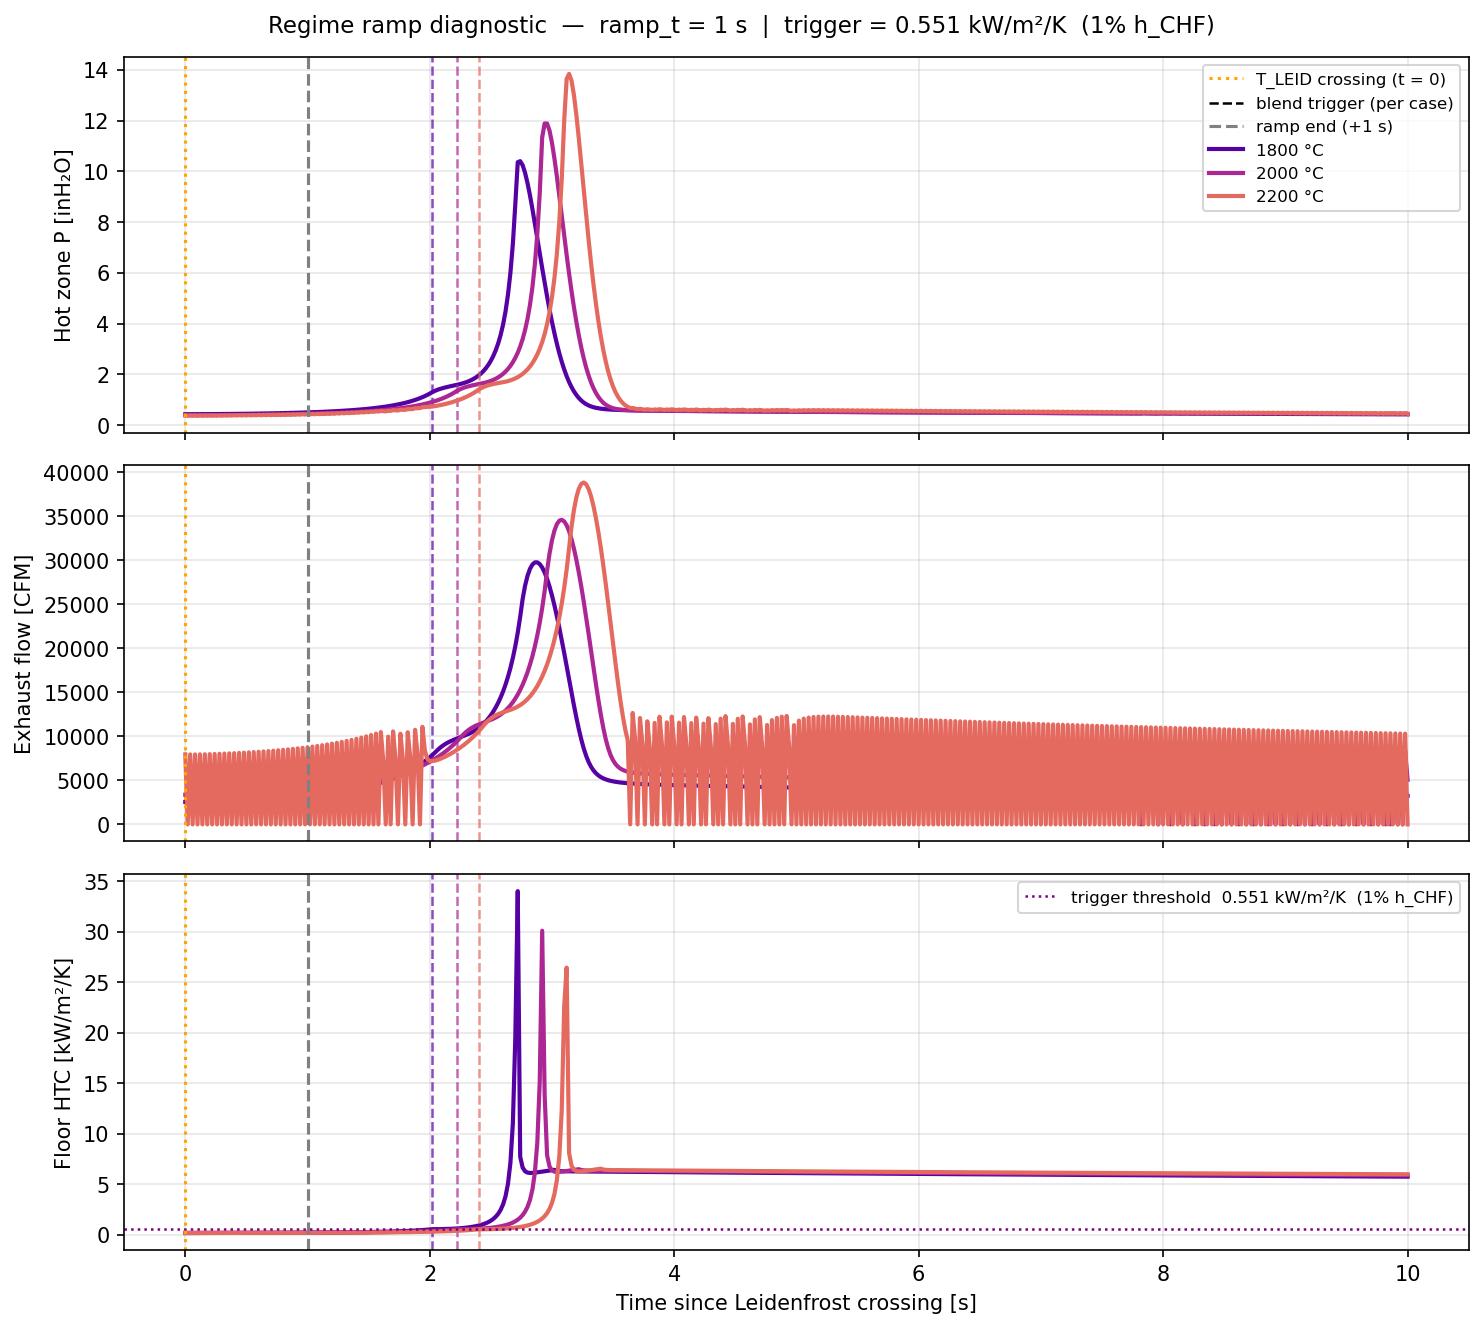 Regime ramp diagnostic — ramp_t = 1 s | trigger = 0.551 kW/m²/K (1% h_CHF)
Hot zone P [inH₂O]
14
12
10
8
6
4
2
0
T_LEID crossing (t = 0)
blend trigger (per case)
ramp end (+1 s)
1800 °C
2000 °C
2200 °C
Exhaust flow [CFM]
40000
35000
30000
25000
20000
15000
10000
5000
0
Floor HTC [kW/m²/K]
35
30
25
20
15
10
5
0
trigger threshold 0.551 kW/m²/K (1% h_CHF)
0 2 4 6 8 10
Time since Leidenfrost crossing [s]